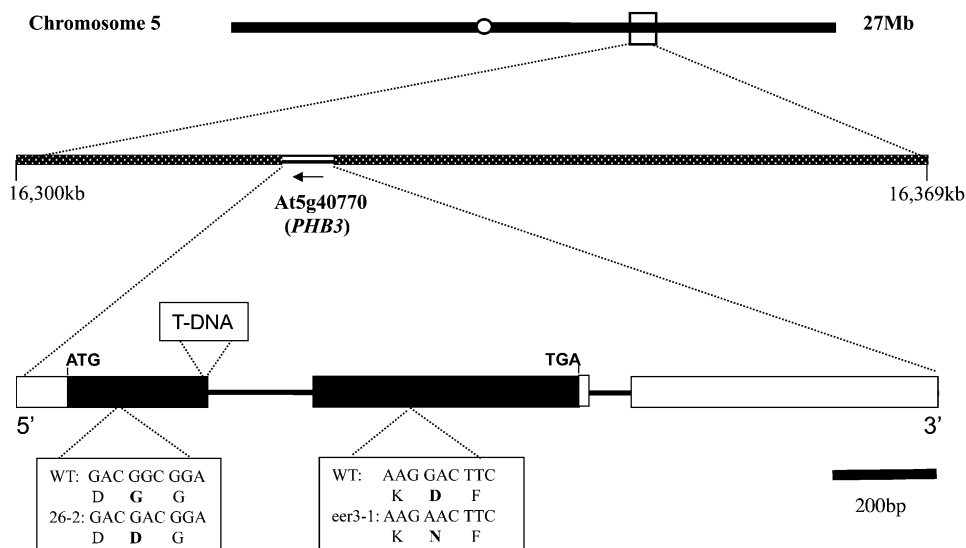 Chromosome 5
27Mb
16,300kb
16,369kb
At5g40770
(PHB3)
T-DNA
ATG
TGA
5’
3’
WT: GAC GGC GGA
D G G
26-2: GAC GAC GGA
D D G
WT: AAG GAC TTC
K D F
eer3-1: AAG AAC TTC
K N F
200bp